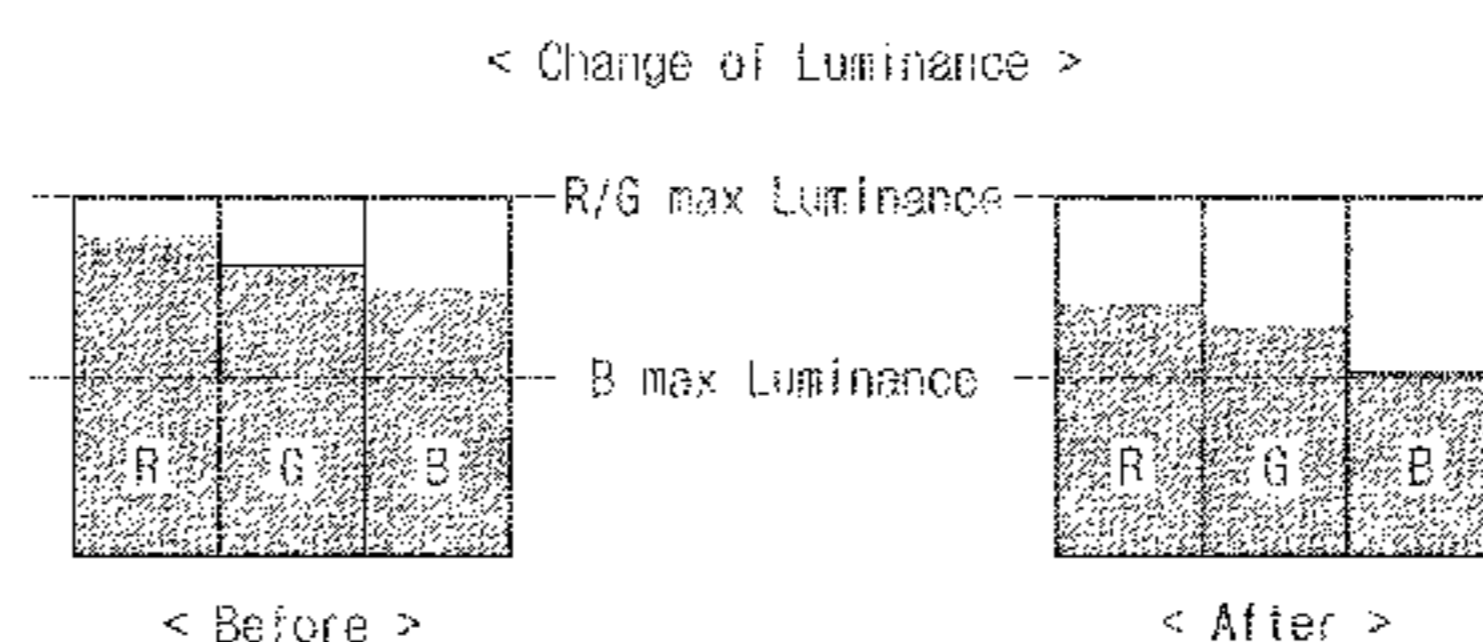 < Change of Luminance >
R/G max Luminance
B max Luminance
R G B
R G B
< Before >
< After >